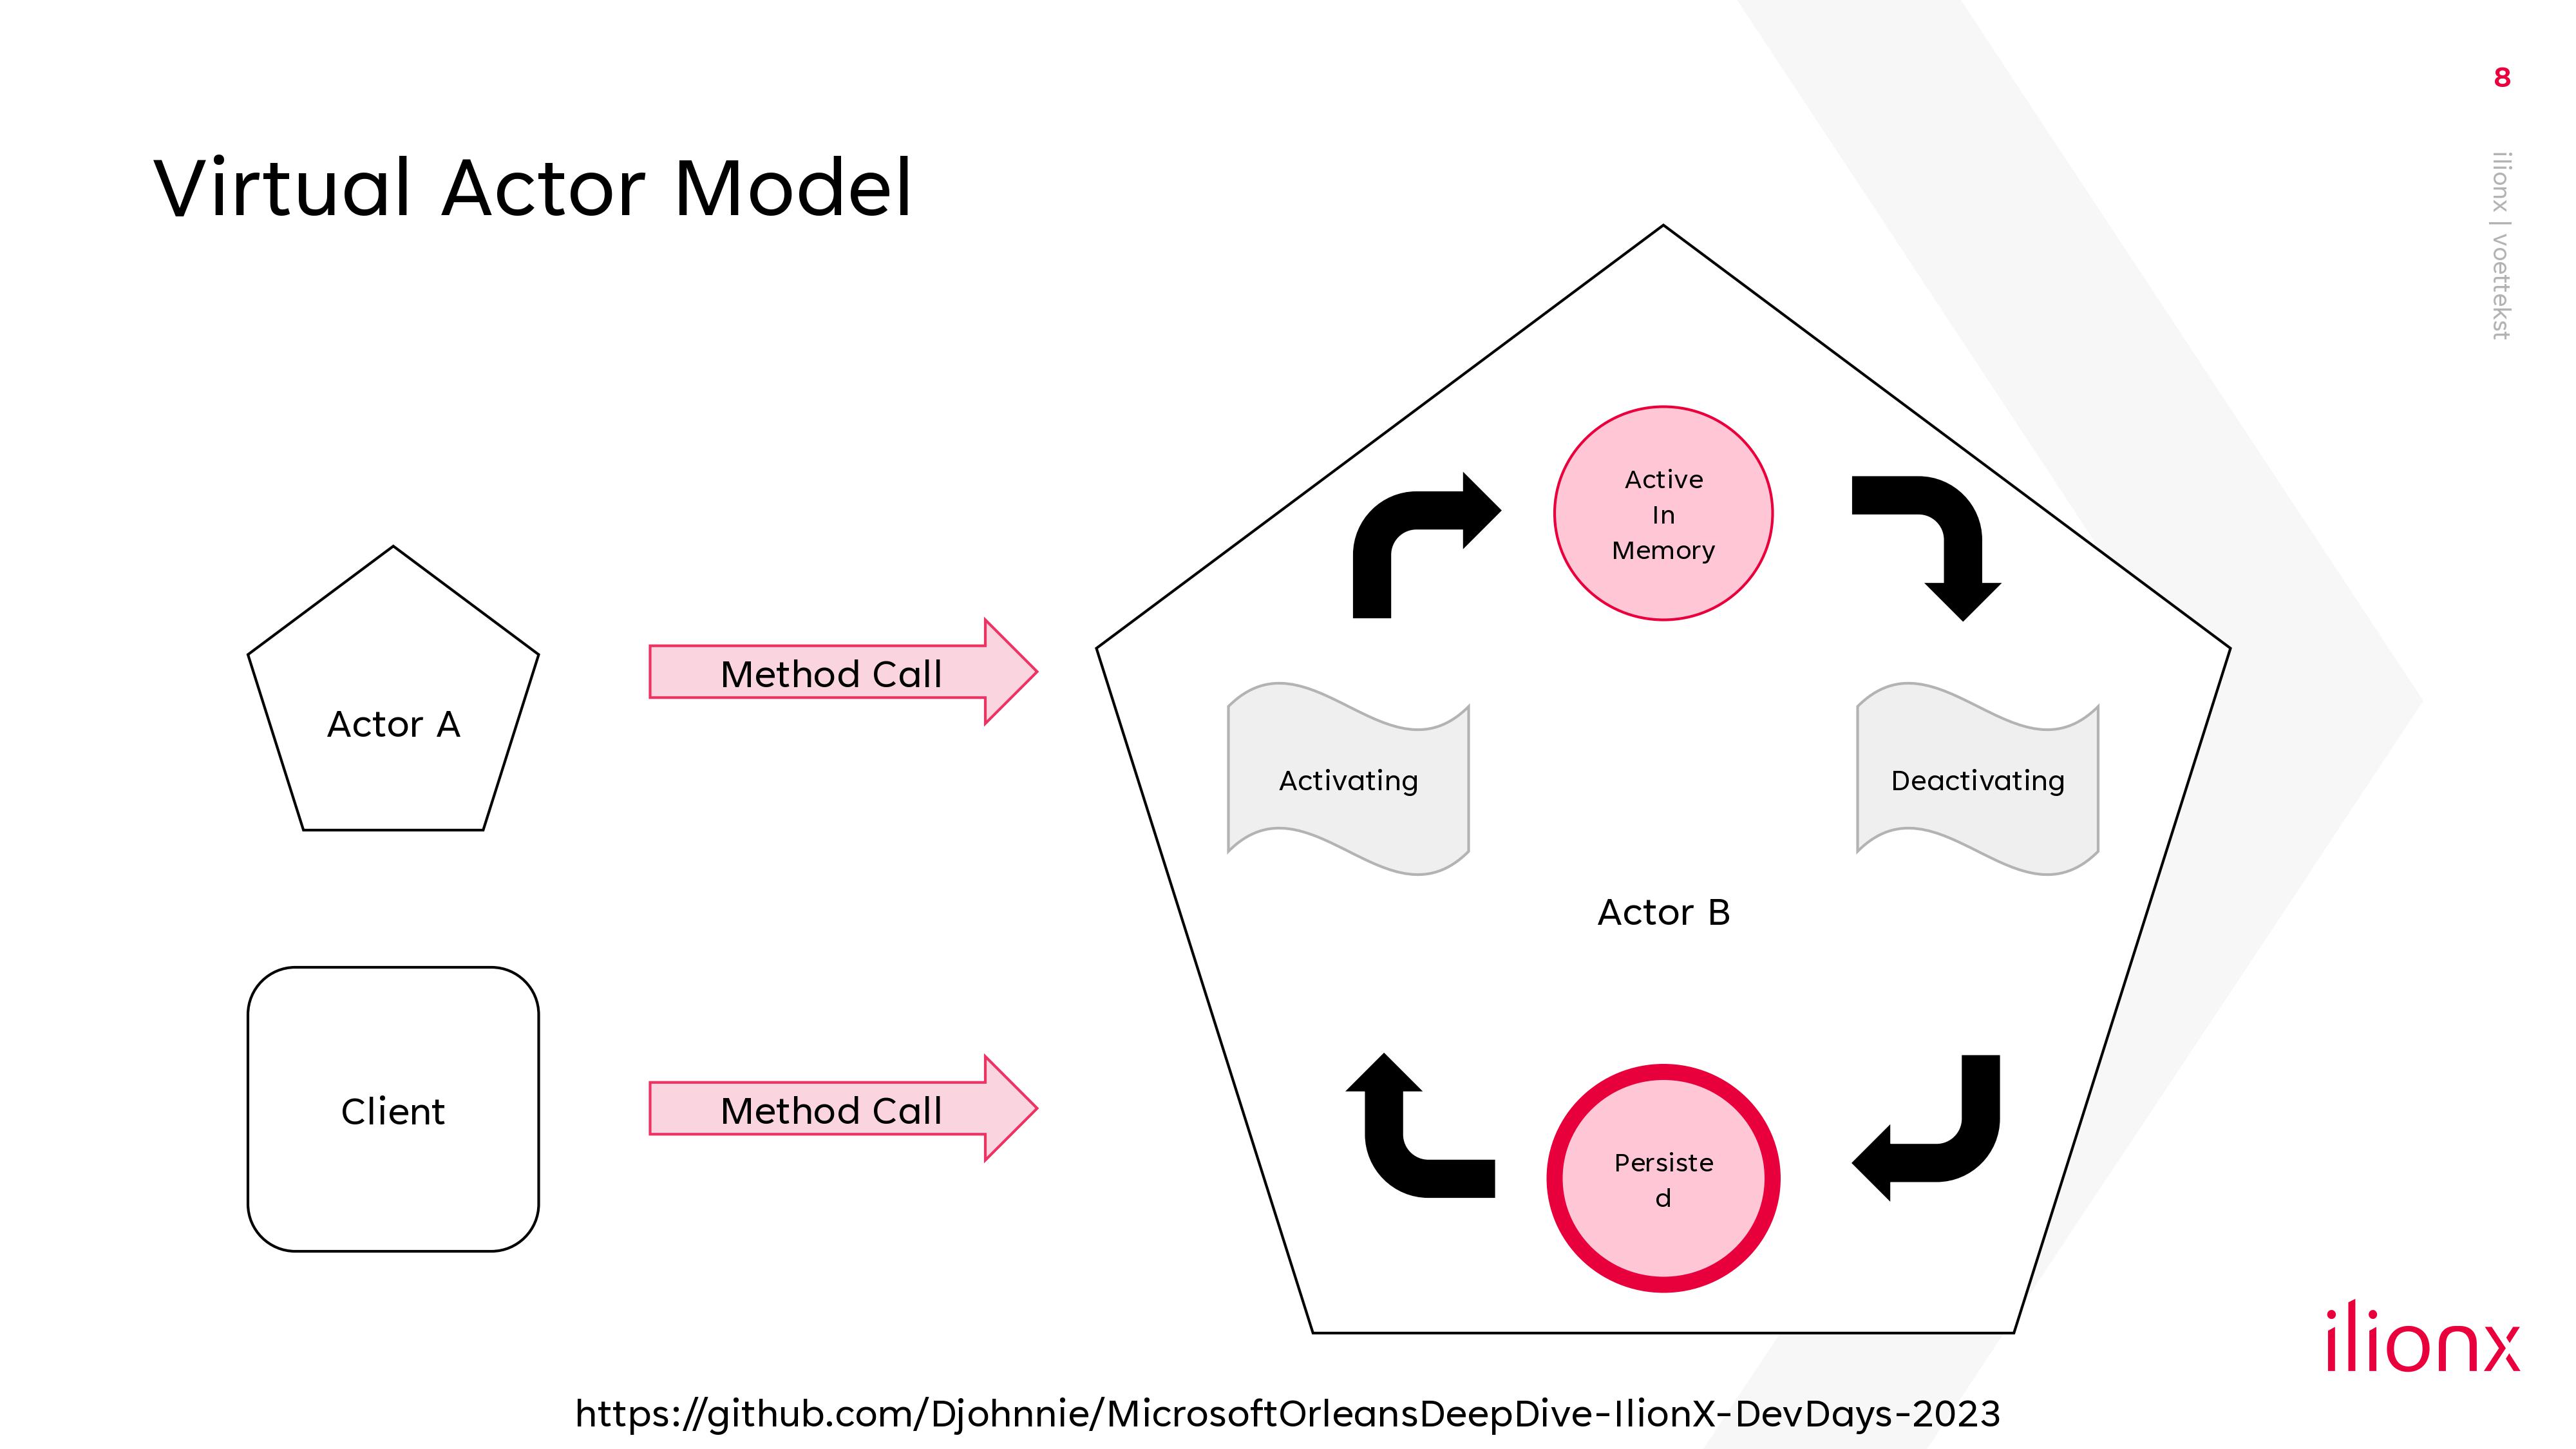 8
ilionx | voettekst
Virtual Actor Model
Active
In
Memory
Method Call
Actor A
Activating
Deactivating
Actor B
Client
Method Call
Persiste
d
ilionx
https://github.com/Djohnnie/MicrosoftOrleansDeepDive-IlionX-DevDays-2023